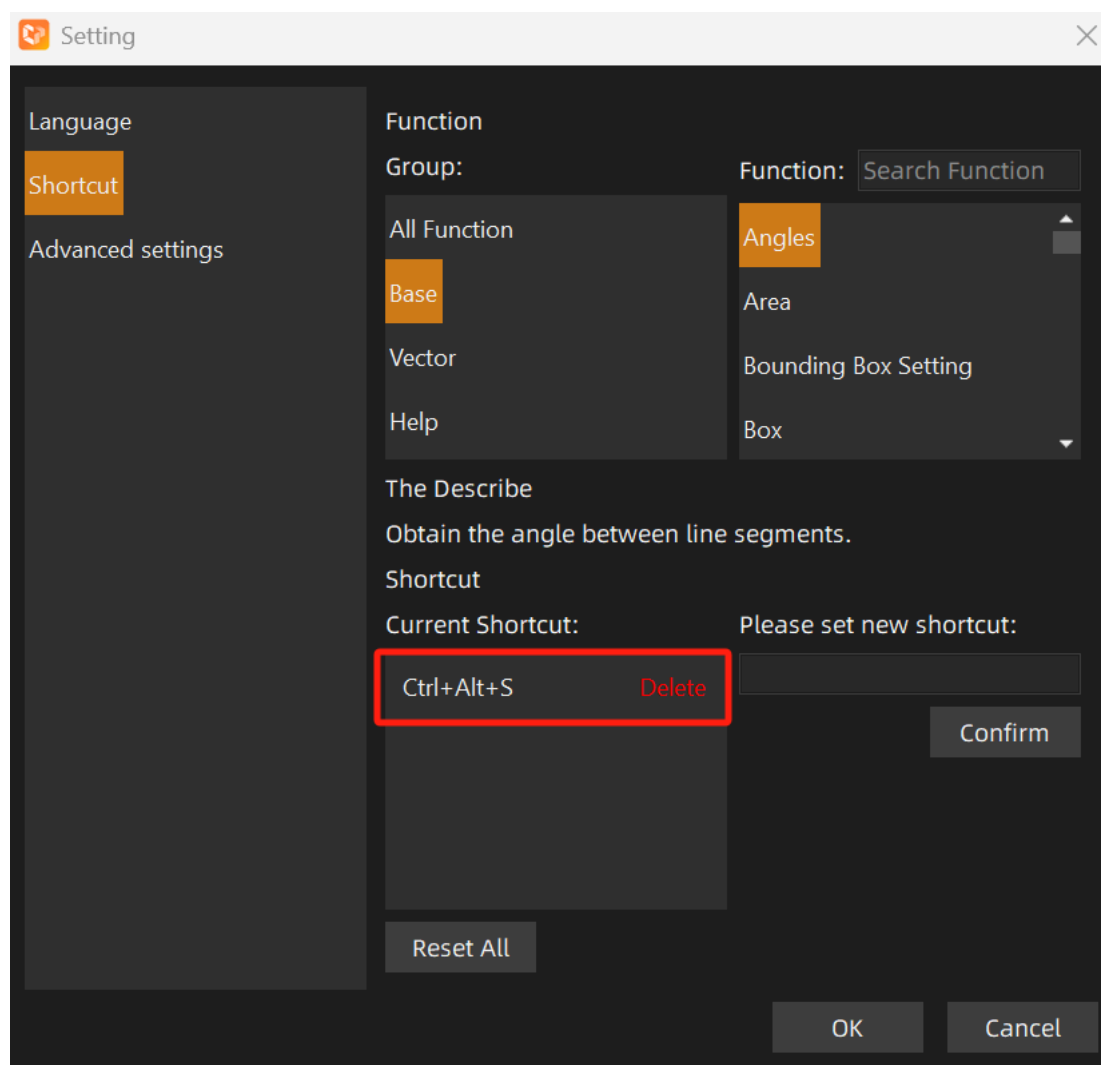 Setting
Language
Shortcut
Advanced settings
Function
Group:
All Function
Base
Vector
Help
Function: Search Function
Angles
Area
Bounding Box Setting
Box
The Describe
Obtain the angle between line segments.
Shortcut
Current Shortcut:
Ctrl+Alt+S Delete
Please set new shortcut:
Confirm
Reset All
OK Cancel